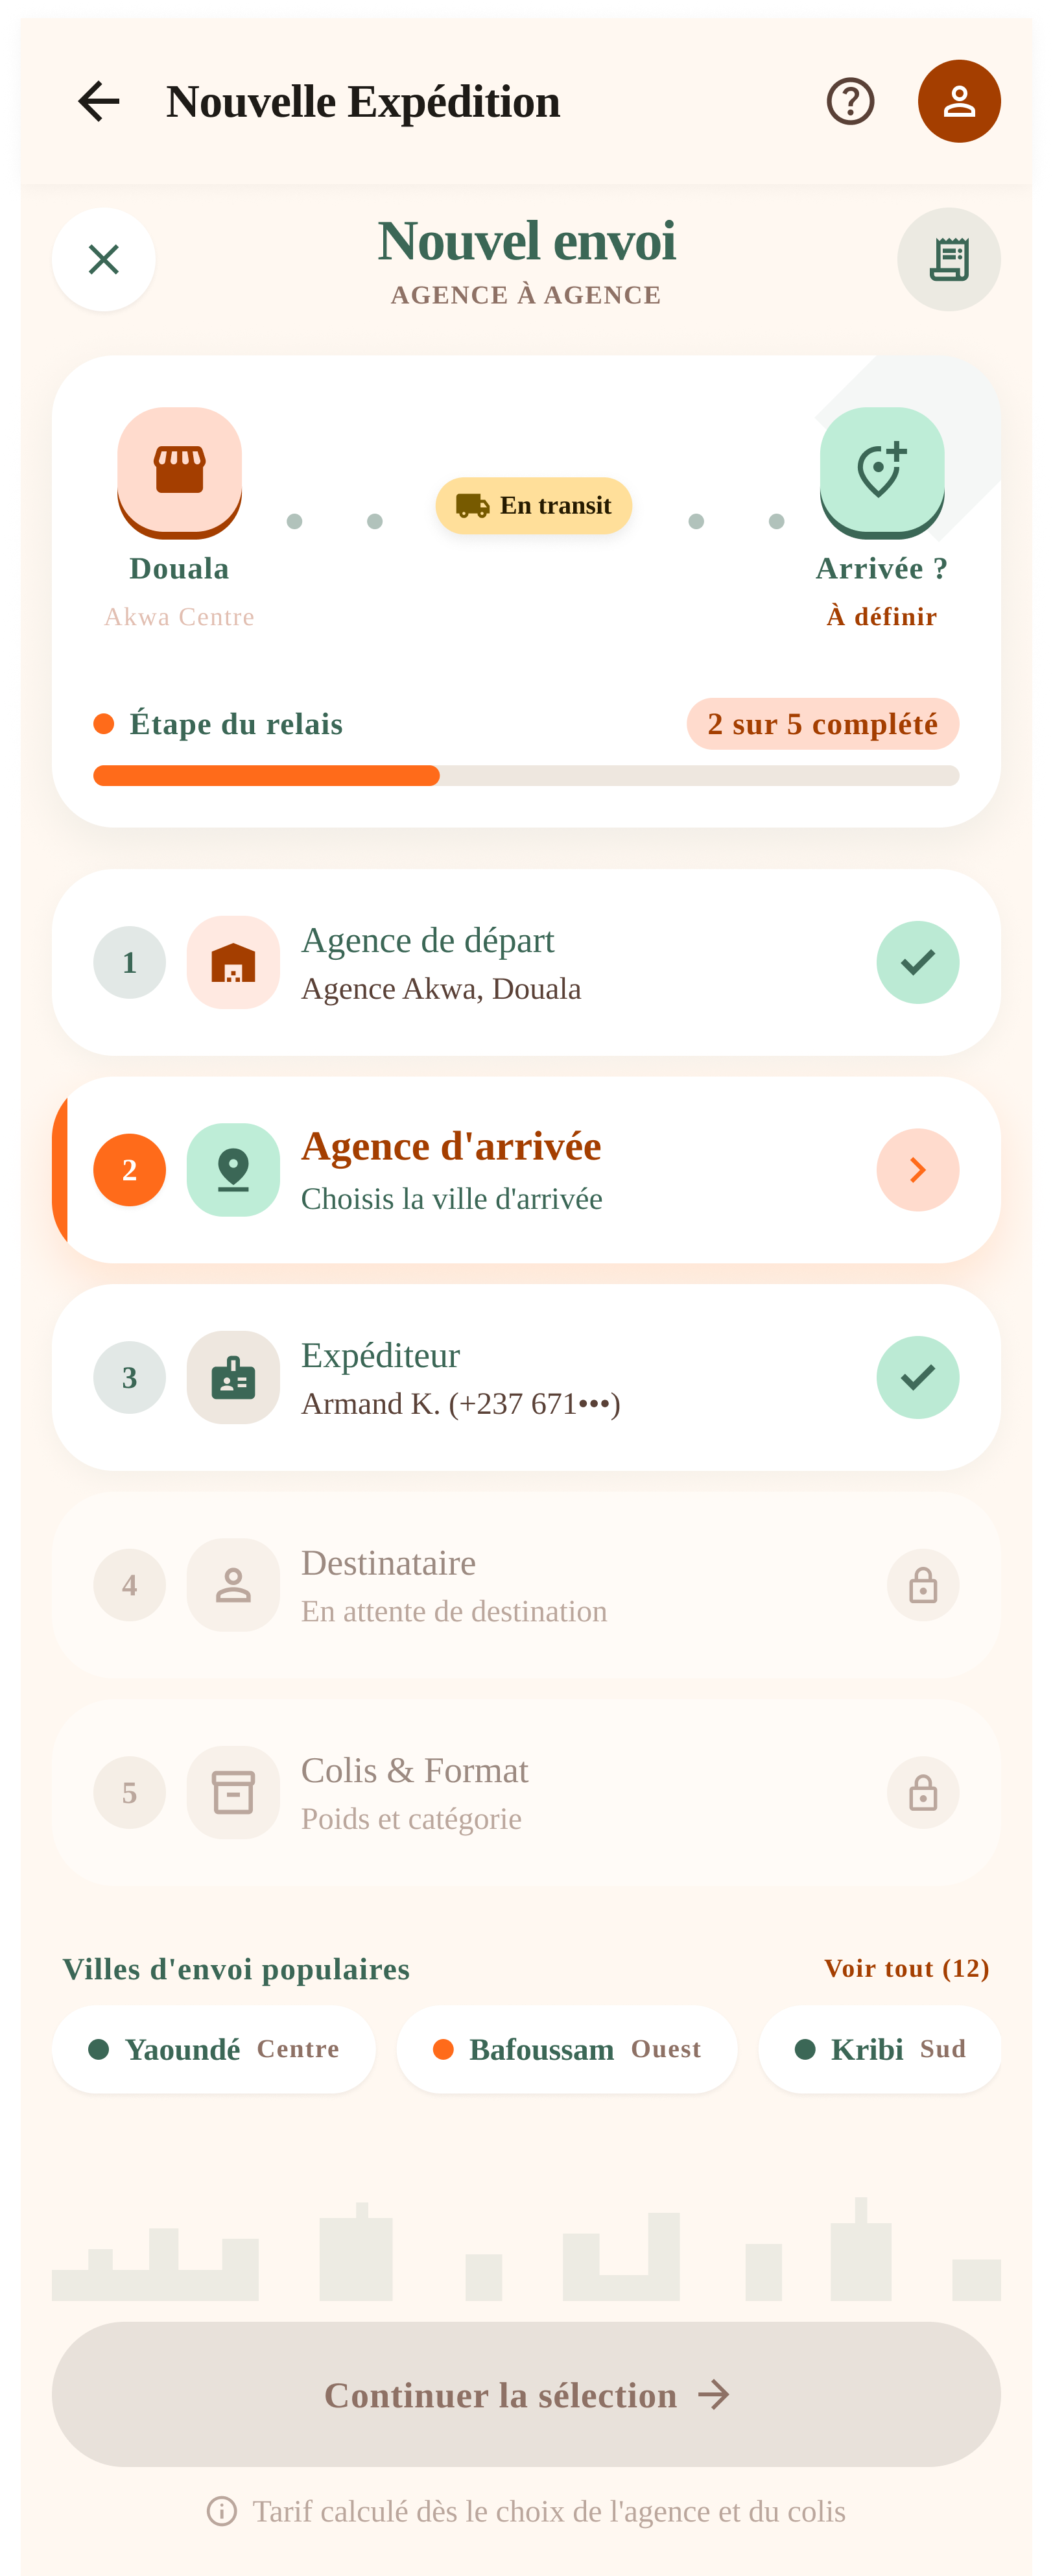 Nouvelle Expédition
Nouvel envoi
AGENCE À AGENCE
En transit
Douala
Arrivée ?
Akwa Centre
À définir
Étape du relais
2 sur 5 complété
1
Agence de départ
Agence Akwa, Douala
2
Agence d'arrivée
Choisis la ville d'arrivée
3
Expéditeur
Armand K. (+237 671•••)
4
Destinataire
En attente de destination
5
Colis & Format
Poids et catégorie
Villes d'envoi populaires
Voir tout (12)
Yaoundé Centre
Bafoussam Ouest
Kribi Sud
Continuer la sélection →
Tarif calculé dès le choix de l'agence et du colis